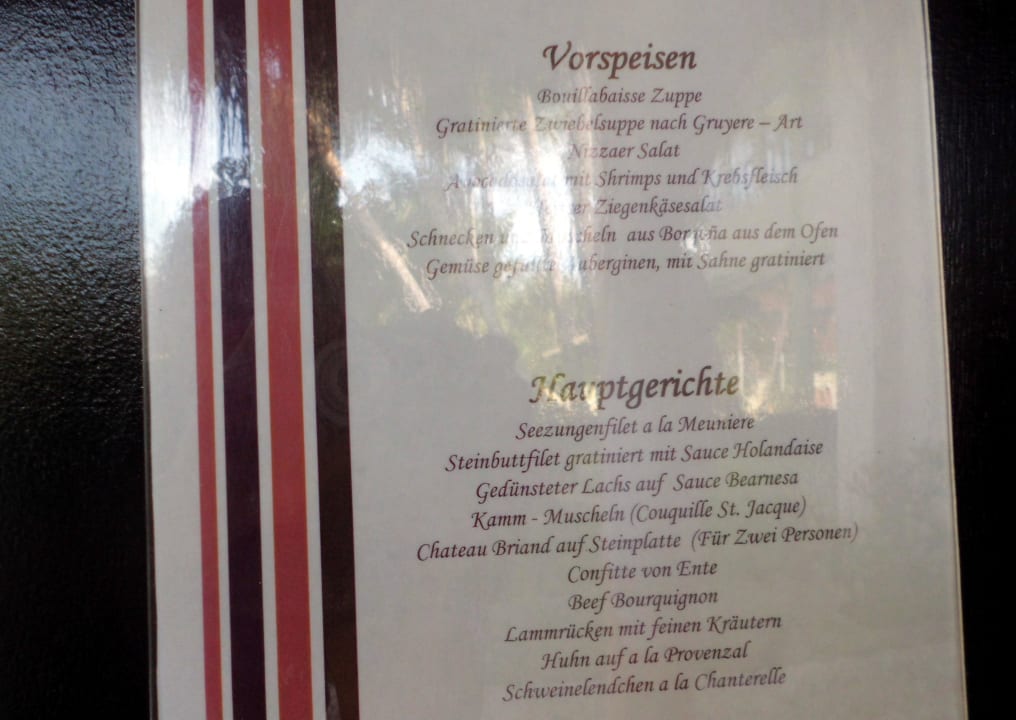 Vorspeisen
Bouillabaisse Zuppe
Gratinierte Zwiebelsuppe nach Gruyere – Art
Nizzaer Salat
mit Shrimps und Krebsfleisch
Ziegenkäsesalat
Schnecken aus dem Ofen
Gemüse gefüllte Auberginen, mit Sahne gratiniert
Hauptgerichte
Seezungenfilet a la Meuniere
Steinbuttfilet gratiniert mit Sauce Holandaise
Gedünsteter Lachs auf Sauce Bearnesa
Kamm - Muscheln (Couquille St. Jacque)
Chateau Briand auf Steinplatte (Für Zwei Personen)
Confitte von Ente
Beef Bourquignon
Lammrücken mit feinen Kräutern
Huhn auf a la Provenzal
Schweinelendchen a la Chanterelle